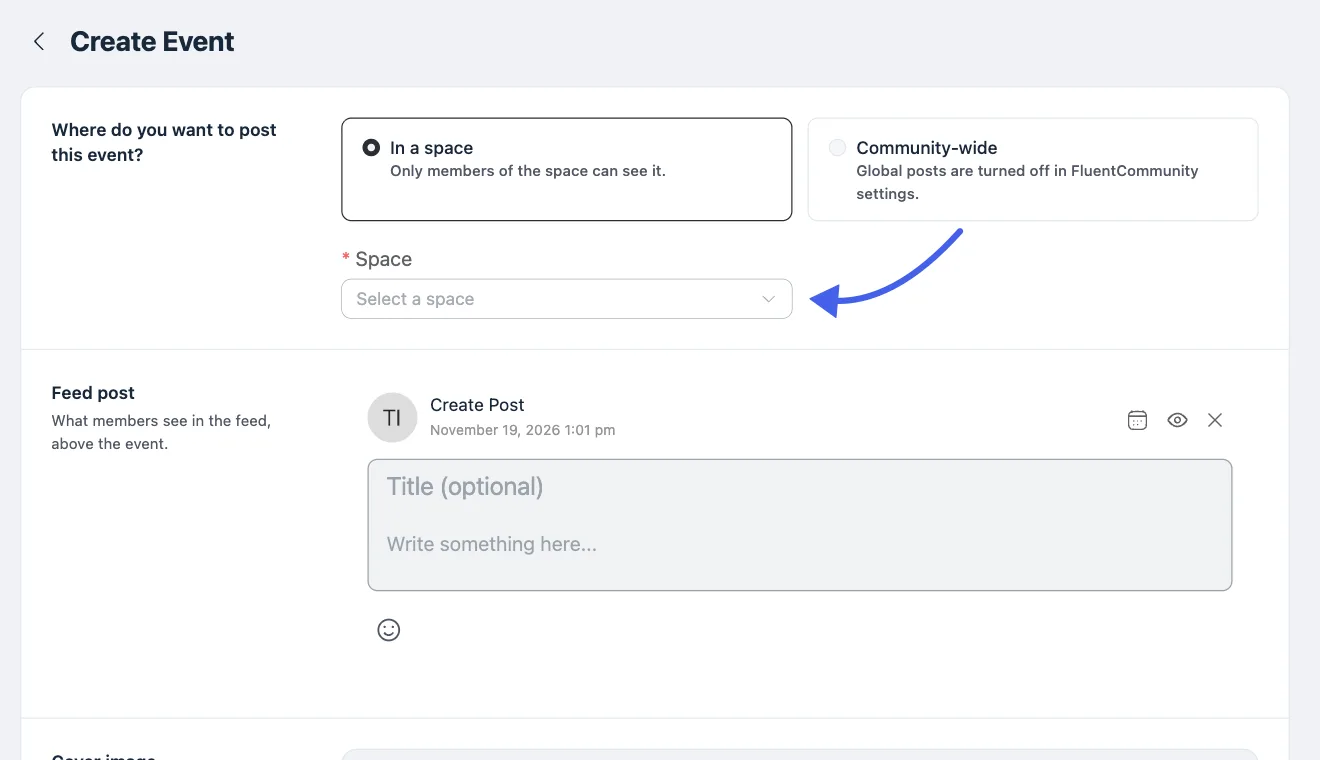 Create Event
Where do you want to post
this event?
In a space
Only members of the space can see it.
Community-wide
Global posts are turned off in FluentCommunity
settings.
* Space
Select a space
Feed post
What members see in the feed,
above the event.
TI
Create Post
November 19, 2026 1:01 pm
Title (optional)
Write something here...
Cover image